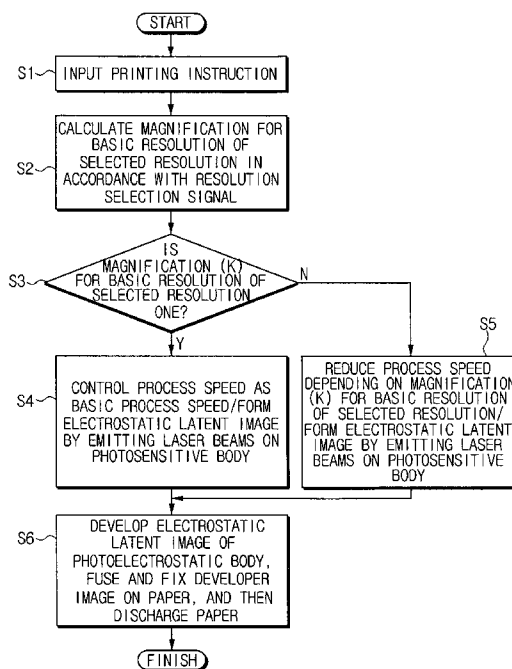 START
S1
INPUT PRINTING INSTRUCTION
S2
CALCULATE MAGNIFICATION FOR
BASIC RESOLUTION OF
SELECTED RESOLUTION IN
ACCORDANCE WITH RESOLUTION
SELECTION SIGNAL
S3
IS
MAGNIFICATION (K)
FOR BASIC RESOLUTION OF
SELECTED RESOLUTION
ONE?
N
Y
S4
CONTROL PROCESS SPEED AS
BASIC PROCESS SPEED/FORM
ELECTROSTATIC LATENT IMAGE
BY EMITTING LASER BEAMS ON
PHOTOSENSITIVE BODY
S5
REDUCE PROCESS SPEED
DEPENDING ON MAGNIFICATION
(K) FOR BASIC RESOLUTION
OF SELECTED RESOLUTION/
FORM ELECTROSTATIC LATENT
IMAGE BY EMITTING LASER
BEAMS ON PHOTOSENSITIVE
BODY
S6
DEVELOP ELECTROSTATIC
LATENT IMAGE OF
PHOTOELECTROSTATIC BODY,
FUSE AND FIX DEVELOPER
IMAGE ON PAPER, AND THEN
DISCHARGE PAPER
FINISH